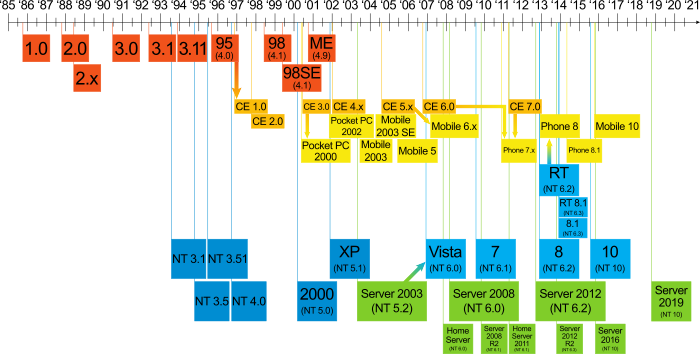 '85 '86 '87 '88 '89 '90 '91 '92 '93 '94 '95 '96 '97 '98 '99 '00 '01 '02 '03 '04 '05 '06 '07 '08 '09 '10 '11 '12 '13 '14 '15 '16 '17 '18 '19 '20 '21
1.0
2.0
3.0
3.1
3.11
95
(4.0)
98
(4.1)
ME
(4.9)
2.x
98SE
(4.1)
CE 1.0
CE 3.0
CE 4.x
CE 5.x
CE 6.0
CE 7.0
CE 2.0
Pocket PC
2002
Mobile
2003 SE
Mobile 6.x
Phone 8
Mobile 10
Pocket PC
2000
Mobile
2003
Mobile 5
Phone 7.x
Phone 8.1
RT
(NT 6.2)
RT 8.1
(NT 6.3)
8.1
(NT 6.3)
NT 3.1
NT 3.51
XP
(NT 5.1)
Vista
(NT 6.0)
7
(NT 6.1)
8
(NT 6.2)
10
(NT 10)
NT 3.5
NT 4.0
2000
(NT 5.0)
Server 2003
(NT 5.2)
Server 2008
(NT 6.0)
Server 2012
(NT 6.2)
Server
2019
(NT 10)
Home
Server
(NT 6.0)
Server
2008
R2
(NT 6.1)
Home
Server
2011
(NT 6.1)
Server
2012
R2
(NT 6.3)
Server
2016
(NT 10)